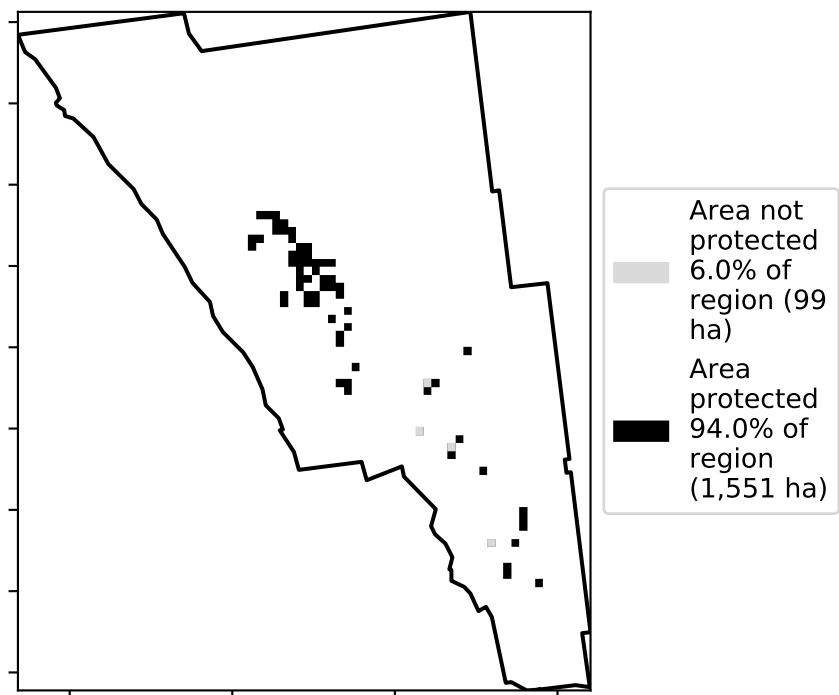 Area not
protected
6.0% of
region (99
ha)
Area
protected
94.0% of
region
(1,551 ha)